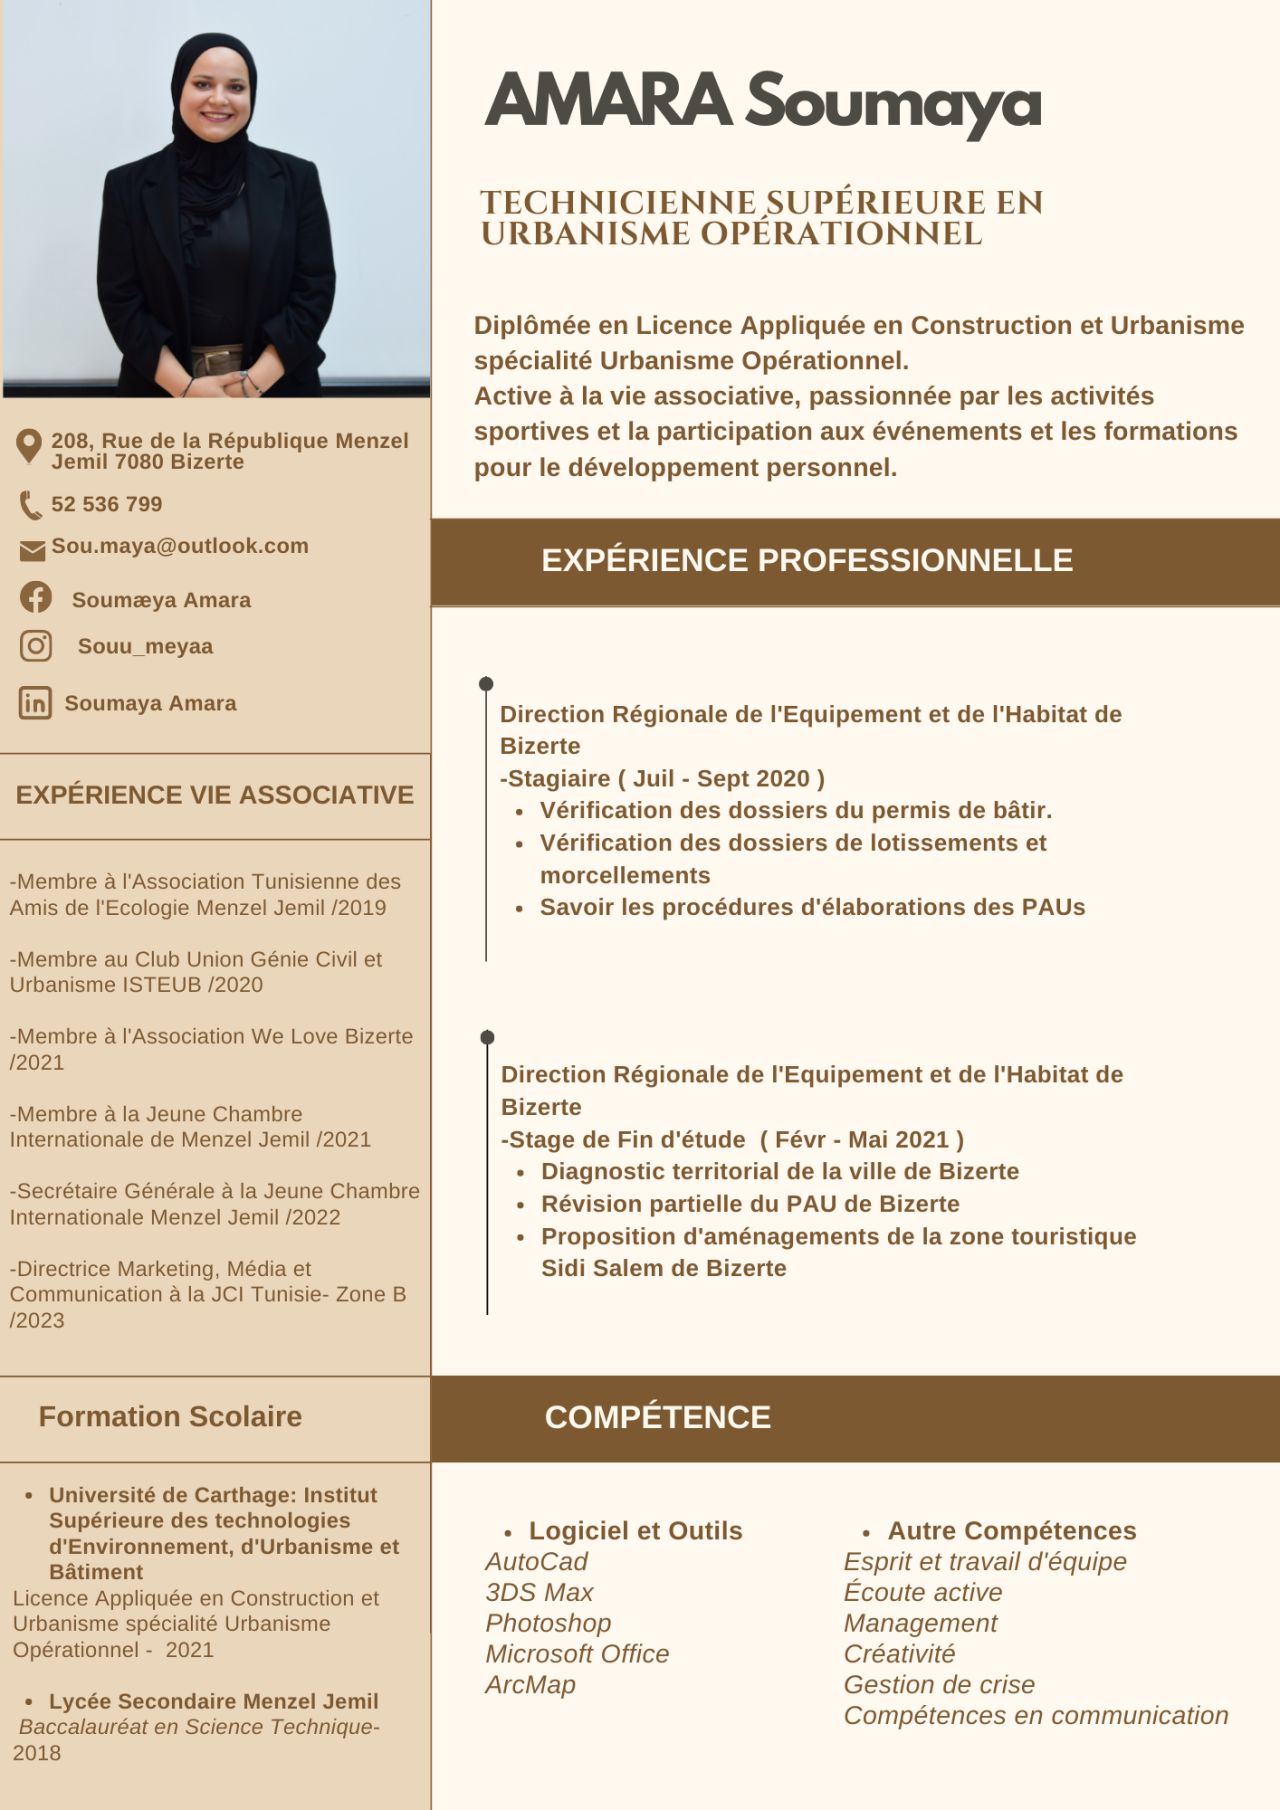 AMARA Soumaya
TECHNICIENNE SUPÉRIEURE EN
URBANISME OPÉRATIONNEL
Diplômée en Licence Appliquée en Construction et Urbanisme
spécialité Urbanisme Opérationnel.
Active à la vie associative, passionnée par les activités
sportives et la participation aux événements et les formations
pour le développement personnel.
208, Rue de la République Menzel
Jemil 7080 Bizerte
52 536 799
Sou.maya@outlook.com
Soumæya Amara
Souu_meyaa
Soumaya Amara
EXPÉRIENCE VIE ASSOCIATIVE
-Membre à l'Association Tunisienne des
Amis de l'Ecologie Menzel Jemil /2019
-Membre au Club Union Génie Civil et
Urbanisme ISTEUB /2020
-Membre à l'Association We Love Bizerte
/2021
-Membre à la Jeune Chambre
Internationale de Menzel Jemil /2021
-Secrétaire Générale à la Jeune Chambre
Internationale Menzel Jemil /2022
-Directrice Marketing, Média et
Communication à la JCI Tunisie- Zone B
/2023
Formation Scolaire
• Université de Carthage: Institut
Supérieure des technologies
d'Environnement, d'Urbanisme et
Bâtiment
Licence Appliquée en Construction et
Urbanisme spécialité Urbanisme
Opérationnel - 2021
• Lycée Secondaire Menzel Jemil
Baccalauréat en Science Technique-
2018
EXPÉRIENCE PROFESSIONNELLE
Direction Régionale de l'Equipement et de l'Habitat de
Bizerte
-Stagiaire ( Juil - Sept 2020 )
• Vérification des dossiers du permis de bâtir.
• Vérification des dossiers de lotissements et
morcellements
• Savoir les procédures d'élaborations des PAUs
Direction Régionale de l'Equipement et de l'Habitat de
Bizerte
-Stage de Fin d'étude ( Févr - Mai 2021 )
• Diagnostic territorial de la ville de Bizerte
• Révision partielle du PAU de Bizerte
• Proposition d'aménagements de la zone touristique
Sidi Salem de Bizerte
COMPÉTENCE
• Logiciel et Outils
AutoCad
3DS Max
Photoshop
Microsoft Office
ArcMap
• Autre Compétences
Esprit et travail d'équipe
Écoute active
Management
Créativité
Gestion de crise
Compétences en communication